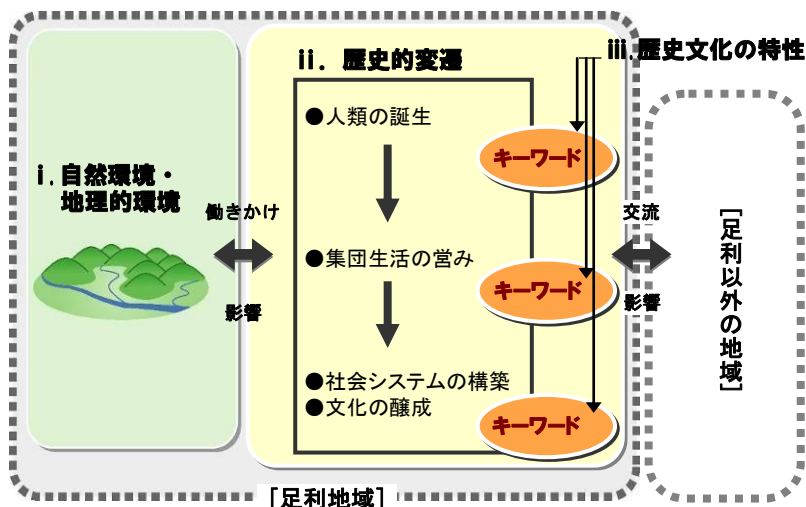 ⅰ.自然環境・
地理的環境
働きかけ
影響
ⅱ．歴史的変遷
●人類の誕生
●集団生活の営み
●社会システムの構築
●文化の醸成
ⅲ.歴史文化の特性
キーワード
キーワード
キーワード
交流
影響
［足利以外の地域］
［足利地域］